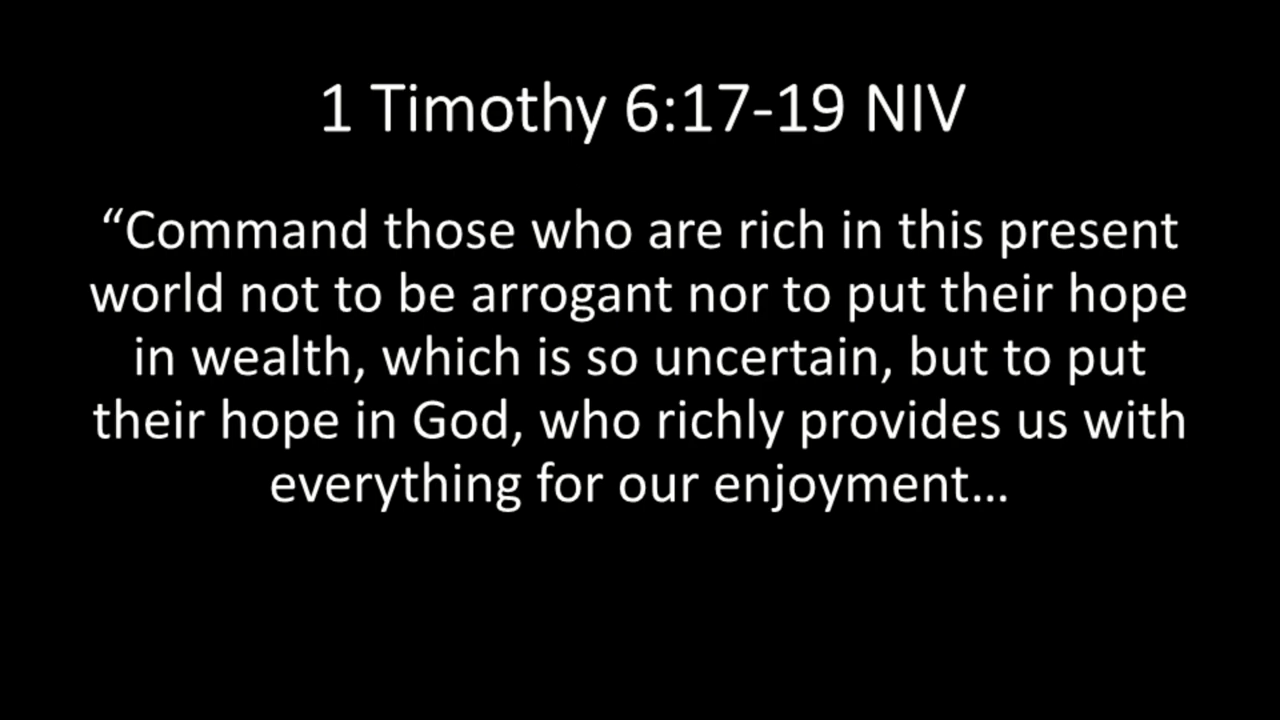 1 Timothy 6:17-19 NIV
“Command those who are rich in this present
world not to be arrogant nor to put their hope
in wealth, which is so uncertain, but to put
their hope in God, who richly provides us with
everything for our enjoyment…